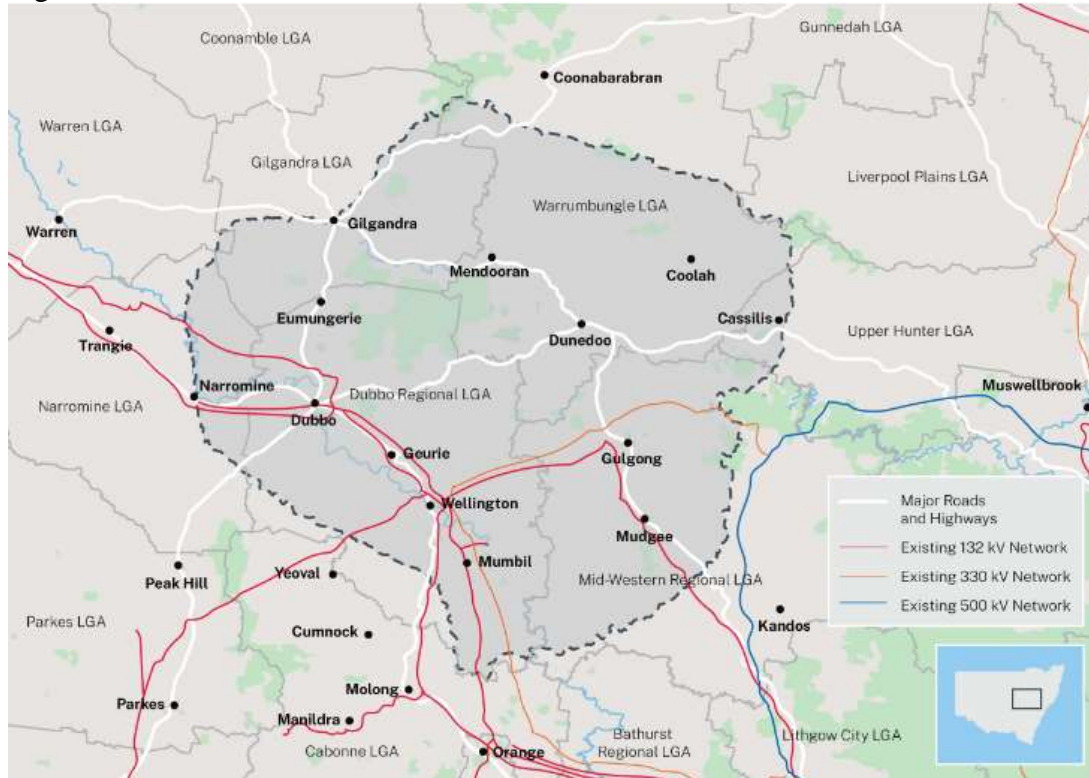 Coonamble LGA
Gunnedah LGA
Coonabarabran
Warren LGA
Gilgandra LGA
Liverpool Plains LGA
Warrumbungle LGA
Warren
Gilgandra
Mendooran
Coolah
Eumungerie
Cassilis
Dunedoo
Upper Hunter LGA
Trangie
Narromine
Dubbo Regional LGA
Muswellbrook
Narromine LGA
Dubbo
Geurie
Gulgong
Wellington
Major Roads
and Highways
Mudgee
Existing 132 kV Network
Mumbil
Peak Hill
Yeoval
Mid-Western Regional LGA
Existing 330 kV Network
Existing 500 kV Network
Parkes LGA
Kandos
Cumnock
Molong
Parkes
Manildra
Cabonne LGA
Orange
Bathurst
Regional LGA
Lithgow City LGA